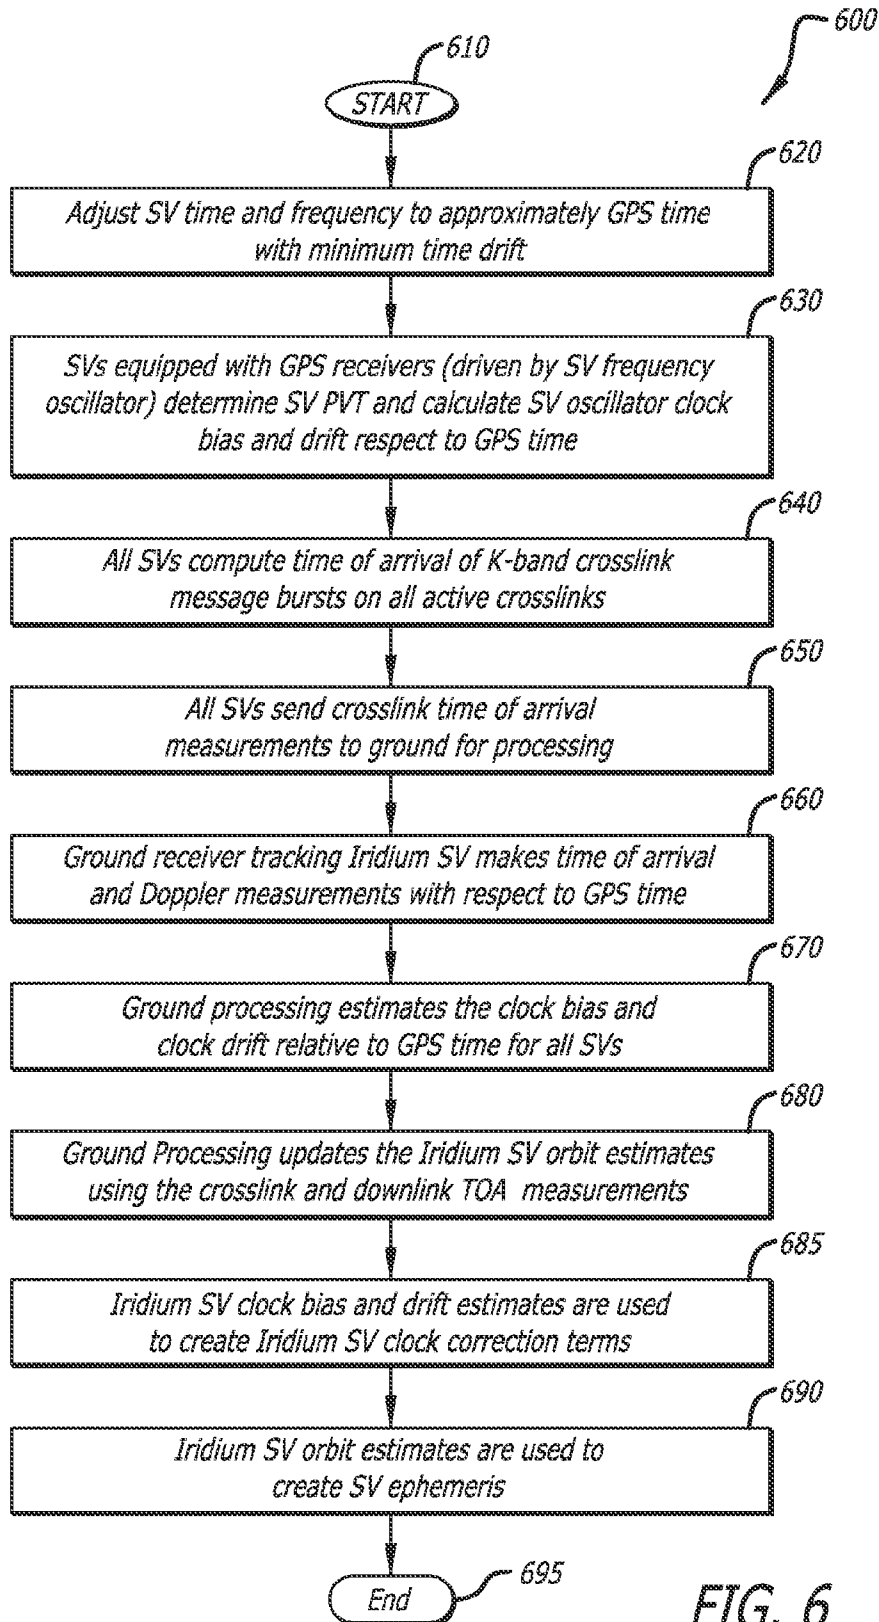 600
610
START
620
Adjust SV time and frequency to approximately GPS time
with minimum time drift
630
SVs equipped with GPS receivers (driven by SV frequency
oscillator) determine SV PVT and calculate SV oscillator clock
bias and drift respect to GPS time
640
All SVs compute time of arrival of K-band crosslink
message bursts on all active crosslinks
650
All SVs send crosslink time of arrival
measurements to ground for processing
660
Ground receiver tracking Iridium SV makes time of arrival
and Doppler measurements with respect to GPS time
670
Ground processing estimates the clock bias and
clock drift relative to GPS time for all SVs
680
Ground Processing updates the Iridium SV orbit estimates
using the crosslink and downlink TOA measurements
685
Iridium SV clock bias and drift estimates are used
to create Iridium SV clock correction terms
690
Iridium SV orbit estimates are used to
create SV ephemeris
695
End
FIG. 6